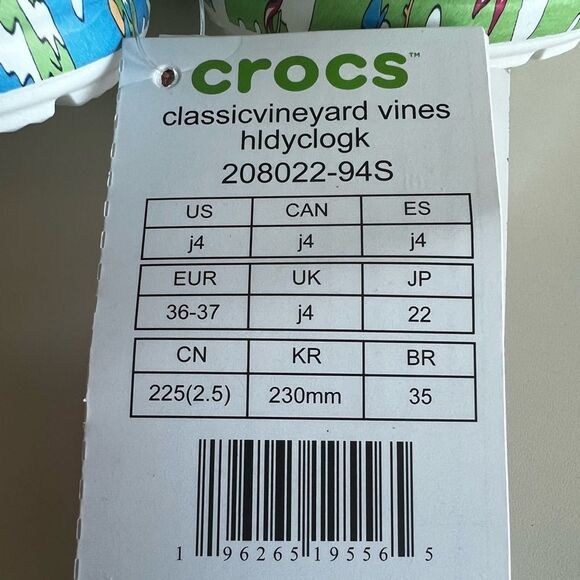 crocs™
classicvineyard vines
hldyclogk
208022-94S
US CAN ES
j4 j4 j4
EUR UK JP
36-37 j4 22
CN KR BR
225(2.5) 230mm 35
1 96265 19556 5